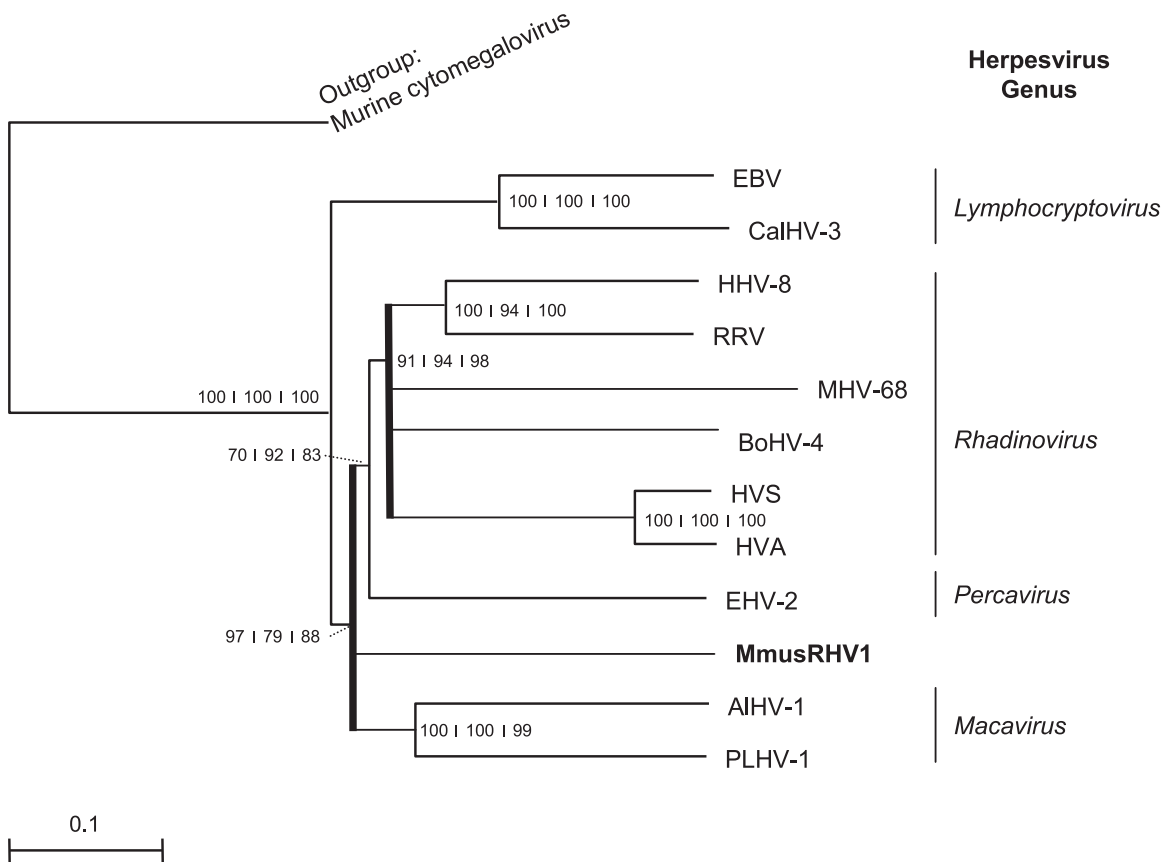 Outgroup:
Murine cytomegalovirus
Herpesvirus
Genus
EBV
100 | 100 | 100
CalHV-3
Lymphocryptovirus
HHV-8
100 | 94 | 100
RRV
91 | 94 | 98
MHV-68
100 | 100 | 100
BoHV-4
Rhadinovirus
70 | 92 | 83
HVS
100 | 100 | 100
HVA
EHV-2
Percavirus
97 | 79 | 88
MmusRHV1
AlHV-1
100 | 100 | 99
Macavirus
PLHV-1
0.1